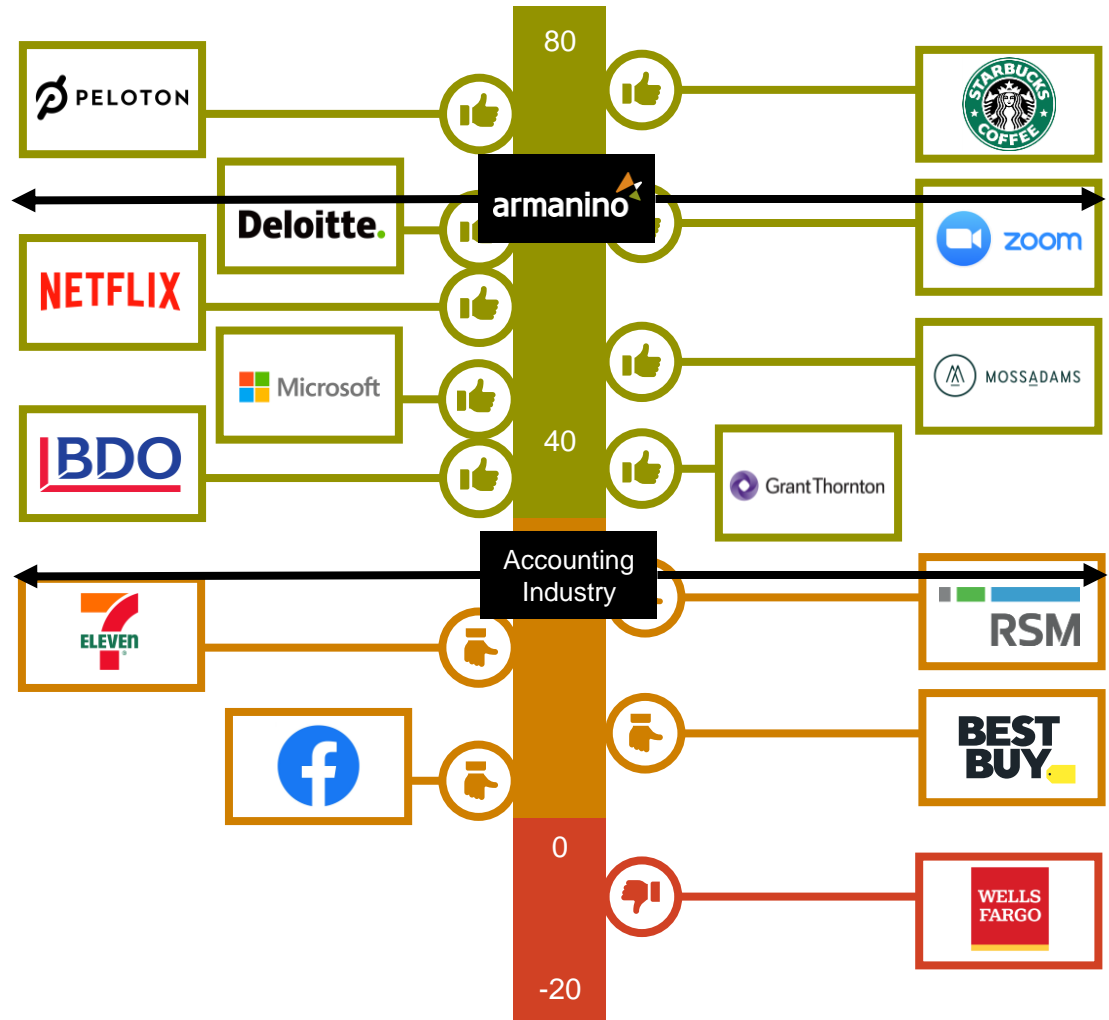 80
PELOTON
STARBUCKS
COFFEE
armanino
Deloitte.
zoom
NETFLIX
Microsoft
MOSSADAMS
40
BDO
GrantThornton
Accounting
Industry
7
ELEVEN
RSM
BEST
BUY
f
0
WELLS
FARGO
-20